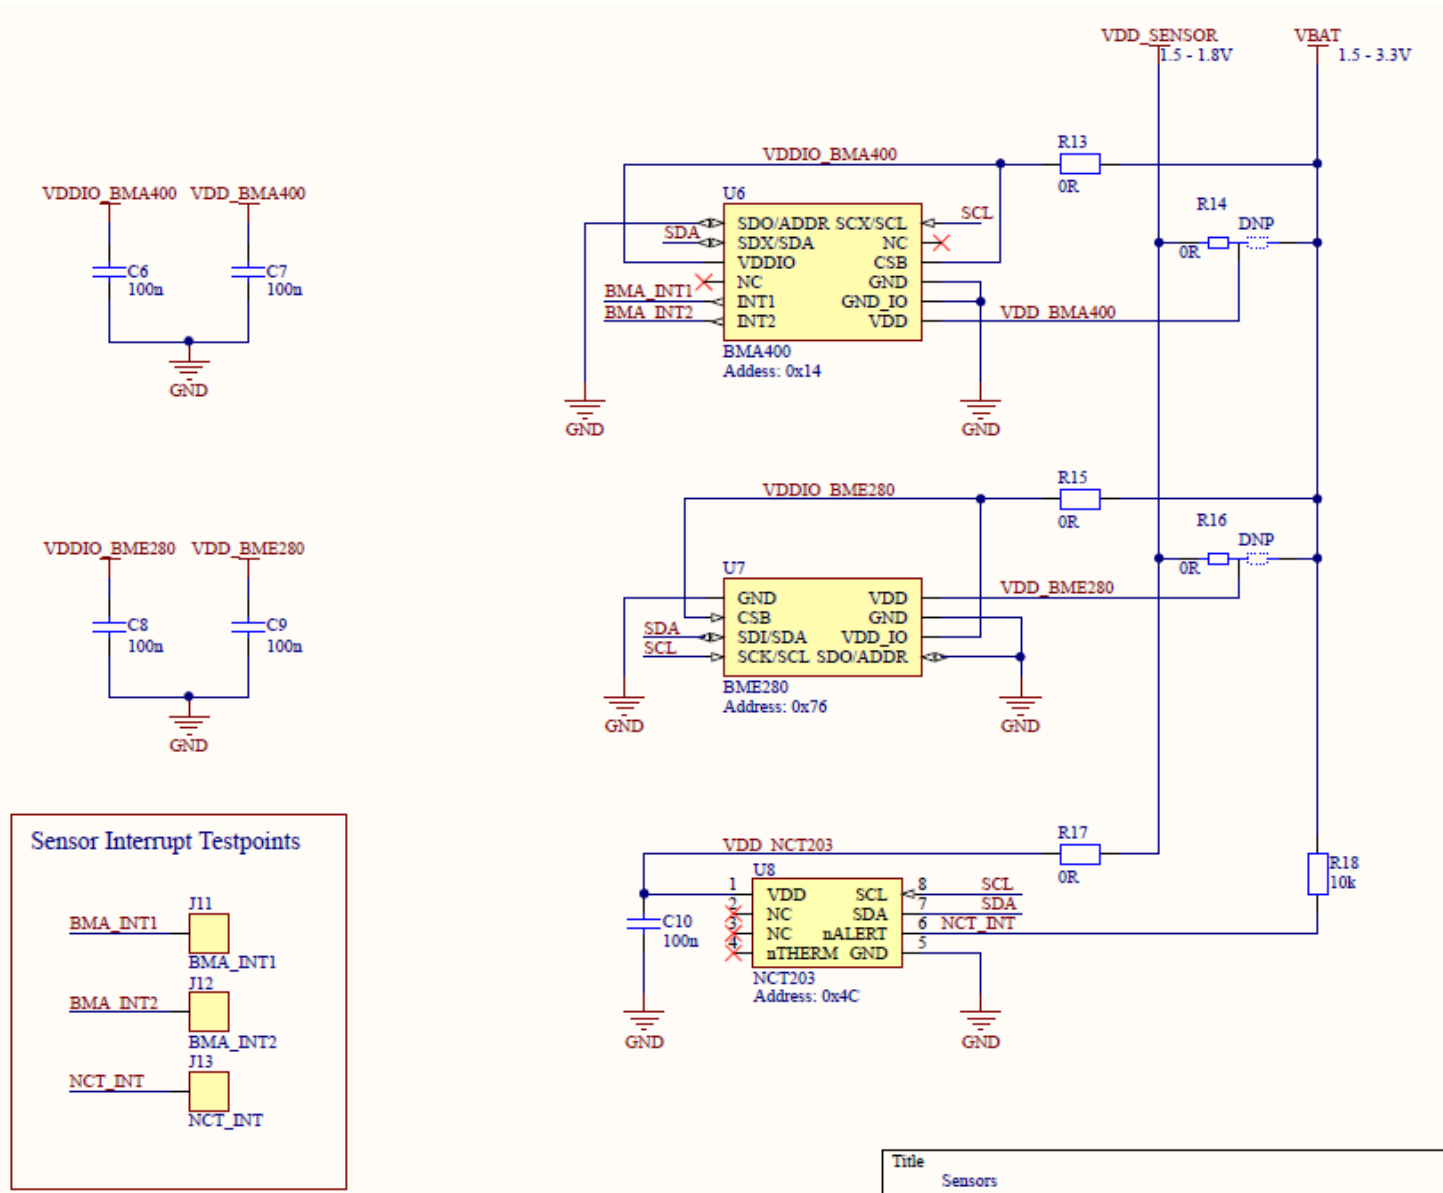 VDD_SENSOR
1.5 - 1.8V
VBAT
1.5 - 3.3V
VDDIO_BMA400
R13
0R
VDDIO_BMA400 VDD_BMA400
C6
100n
C7
100n
GND
U6
SDO/ADDR SCX/SCL
SCL
SDA
SDX/SDA NC
VDDIO CSB
NC GND
BMA_INT1
INT1 GND_IO
BMA_INT2
INT2 VDD
VDD_BMA400
BMA400
Addess: 0x14
GND
GND
R14
DNP
0R
VDDIO_BME280
R15
0R
R16
DNP
0R
VDDIO_BME280 VDD_BME280
C8
100n
C9
100n
GND
U7
GND VDD
VDD_BME280
CSB GND
SDA
SDI/SDA VDD_IO
SCL
SCK/SCL SDO/ADDR
BME280
Address: 0x76
GND
GND
VDD_NCT203
R17
0R
R18
10k
U8
1 VDD SCL 8 SCL
2 NC SDA 7 SDA
3 NC nALERT 6 NCT_INT
4 nTHERM GND 5
NCT203
Address: 0x4C
C10
100n
GND
GND
Sensor Interrupt Testpoints
J11
BMA_INT1
BMA_INT1
J12
BMA_INT2
BMA_INT2
J13
NCT_INT
NCT_INT
Title
Sensors